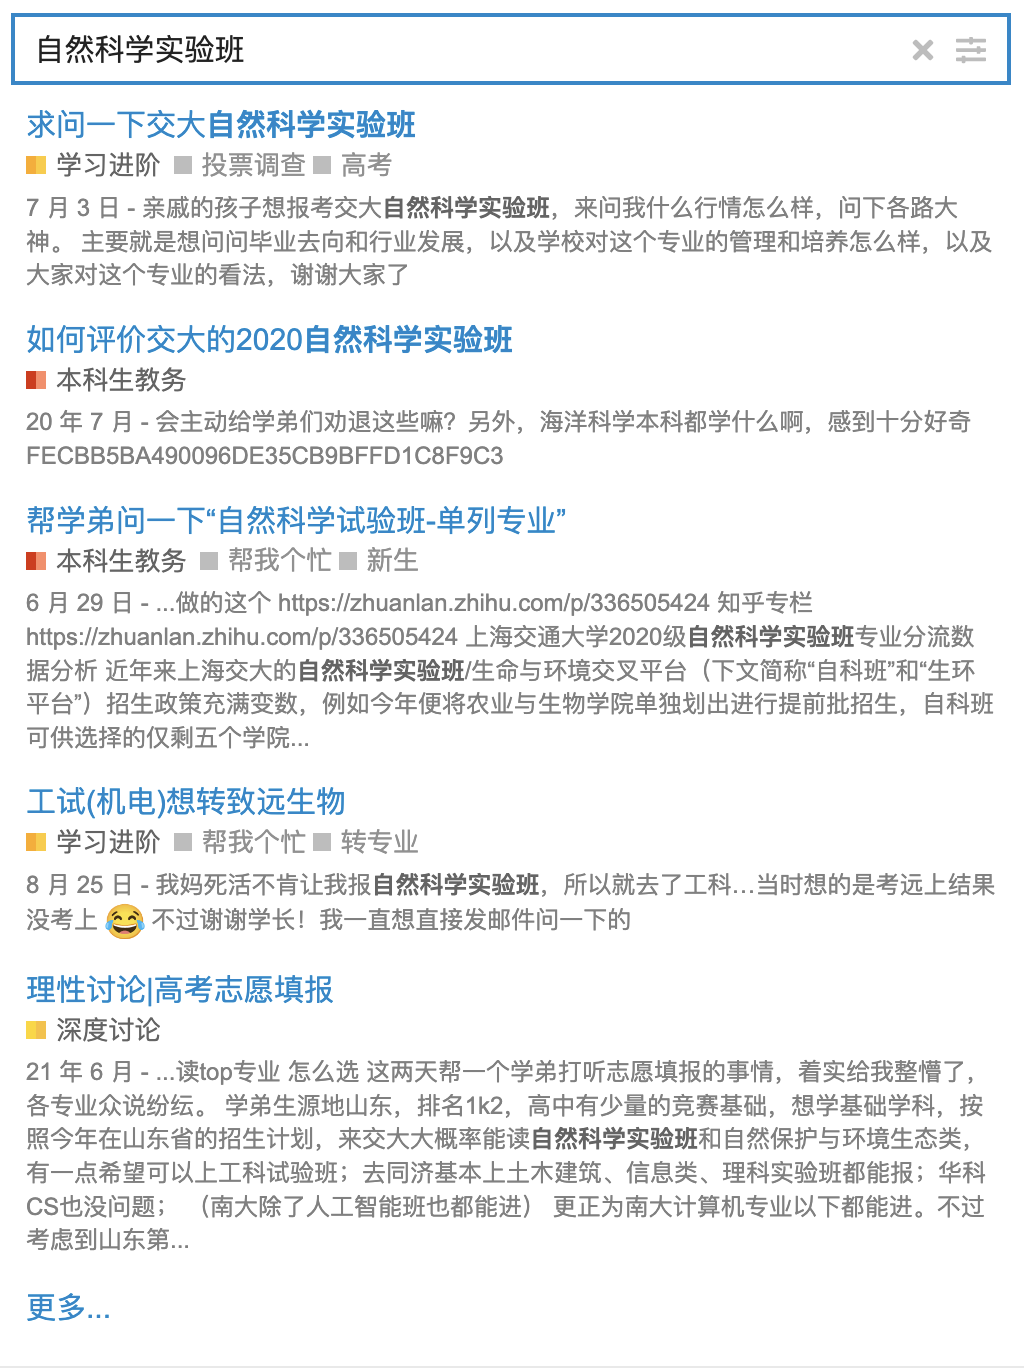 自然科学实验班
求问一下交大自然科学实验班
学习进阶 投票调查 高考
7 月 3 日 - 亲戚的孩子想报考交大自然科学实验班，来问我什么行情怎么样，问下各路大
神。 主要就是想问问毕业去向和行业发展，以及学校对这个专业的管理和培养怎么样，以及
大家对这个专业的看法，谢谢大家了
如何评价交大的2020自然科学实验班
本科生教务
20 年 7 月 - 会主动给学弟们劝退这些嘛？另外，海洋科学本科都学什么啊，感到十分好奇
FECBB5BA490096DE35CB9BFFD1C8F9C3
帮学弟问一下“自然科学试验班-单列专业”
本科生教务 帮我个忙 新生
6 月 29 日 - ...做的这个 https://zhuanlan.zhihu.com/p/336505424 知乎专栏
https://zhuanlan.zhihu.com/p/336505424 上海交通大学2020级自然科学实验班专业分流数
据分析 近年来上海交大的自然科学实验班/生命与环境交叉平台（下文简称“自科班”和“生环
平台”）招生政策充满变数，例如今年便将农业与生物学院单独划出进行提前批招生，自科班
可供选择的仅剩五个学院...
工试(机电)想转致远生物
学习进阶 帮我个忙 转专业
8 月 25 日 - 我妈死活不肯让我报自然科学实验班，所以就去了工科…当时想的是考远上结果
没考上 😂 不过谢谢学长！我一直想直接发邮件问一下的
理性讨论|高考志愿填报
深度讨论
21 年 6 月 - ...读top专业 怎么选 这两天帮一个学弟打听志愿填报的事情，着实给我整懵了，
各专业众说纷纭。 学弟生源地山东，排名1k2，高中有少量的竞赛基础，想学基础学科，按
照今年在山东省的招生计划，来交大大概率能读自然科学实验班和自然保护与环境生态类，
有一点希望可以上工科试验班；去同济基本上土木建筑、信息类、理科实验班都能报；华科
CS也没问题； （南大除了人工智能班也都能进） 更正为南大计算机专业以下都能进。不过
考虑到山东第...
更多...